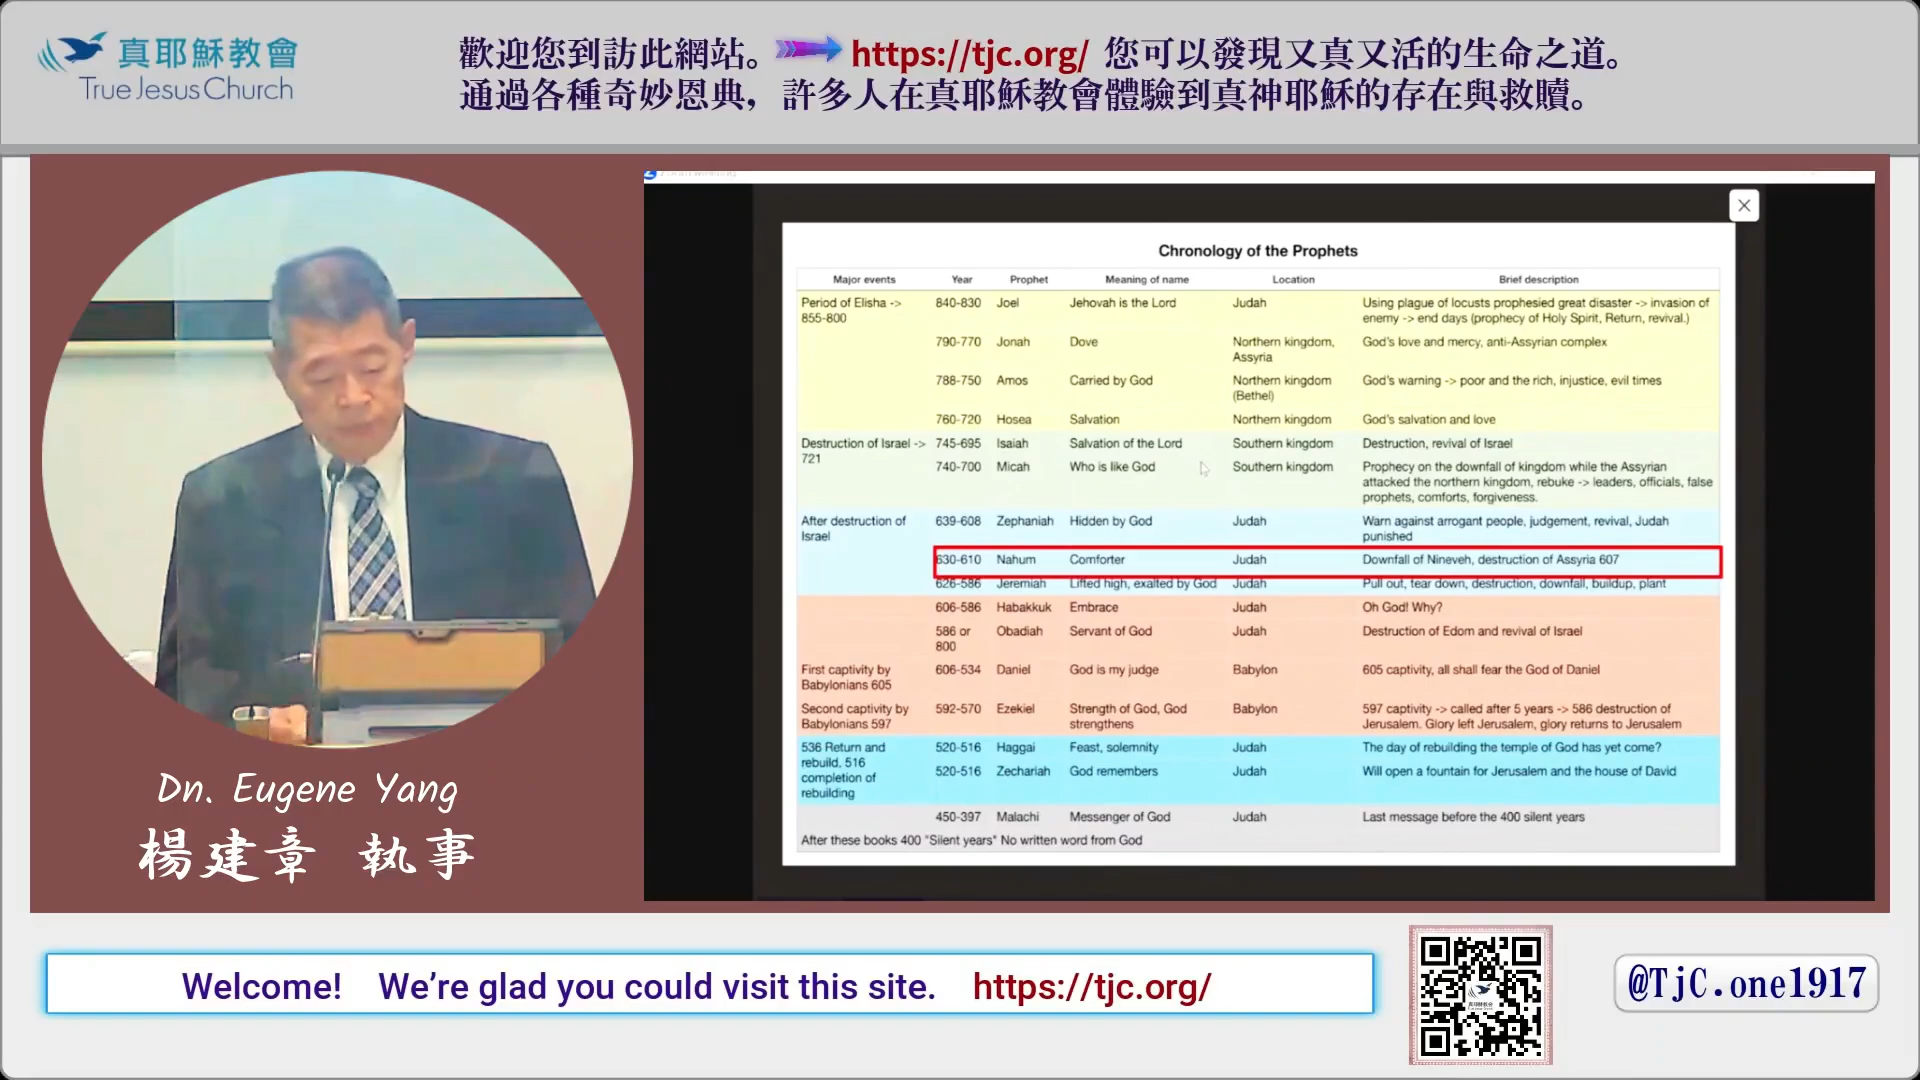 真耶穌教會
True Jesus Church
歡迎您到訪此網站。 https://tjc.org/ 您可以發現又真又活的生命之道。
通過各種奇妙恩典，許多人在真耶穌教會體驗到真神耶穌的存在與救贖。
Chronology of the Prophets
Major events Year Prophet Meaning of name Location Brief description
Period of Elisha -> 840-830 Joel Jehovah is the Lord Judah Using plague of locusts prophesied great disaster -> invasion of
855-800 enemy -> end days (prophecy of Holy Spirit, Return, revival.)
790-770 Jonah Dove Northern kingdom, God's love and mercy, anti-Assyrian complex
Assyria
788-750 Amos Carried by God Northern kingdom God's warning -> poor and the rich, injustice, evil times
(Bethel)
760-720 Hosea Salvation Northern kingdom God's salvation and love
Destruction of Israel -> 745-695 Isaiah Salvation of the Lord Southern kingdom Destruction, revival of Israel
721
740-700 Micah Who is like God Southern kingdom Prophecy on the downfall of kingdom while the Assyrian
attacked the northern kingdom, rebuke -> leaders, officials, false
prophets, comforts, forgiveness.
After destruction of 639-608 Zephaniah Hidden by God Judah Warn against arrogant people, judgement, revival, Judah
Israel punished
630-610 Nahum Comforter Judah Downfall of Nineveh, destruction of Assyria 607
626-586 Jeremiah Lifted high, exalted by God Judah Pull out, tear down, destruction, downfall, buildup, plant
606-586 Habakkuk Embrace Judah Oh God! Why?
586 or Obadiah Servant of God Judah Destruction of Edom and revival of Israel
800
First captivity by 606-534 Daniel God is my judge Babylon 605 captivity, all shall fear the God of Daniel
Babylonians 605
Second captivity by 592-570 Ezekiel Strength of God, God Babylon 597 captivity -> called after 5 years -> 586 destruction of
Babylonians 597 strengthens Jerusalem. Glory left Jerusalem, glory returns to Jerusalem
536 Return and 520-516 Haggai Feast, solemnity Judah The day of rebuilding the temple of God has yet come?
rebuild, 516 520-516 Zechariah God remembers Judah Will open a fountain for Jerusalem and the house of David
completion of
rebuilding
450-397 Malachi Messenger of God Judah Last message before the 400 silent years
After these books 400 "Silent years" No written word from God
Dn. Eugene Yang
楊建章 執事
Welcome! We're glad you could visit this site. https://tjc.org/
@TjC.one1917